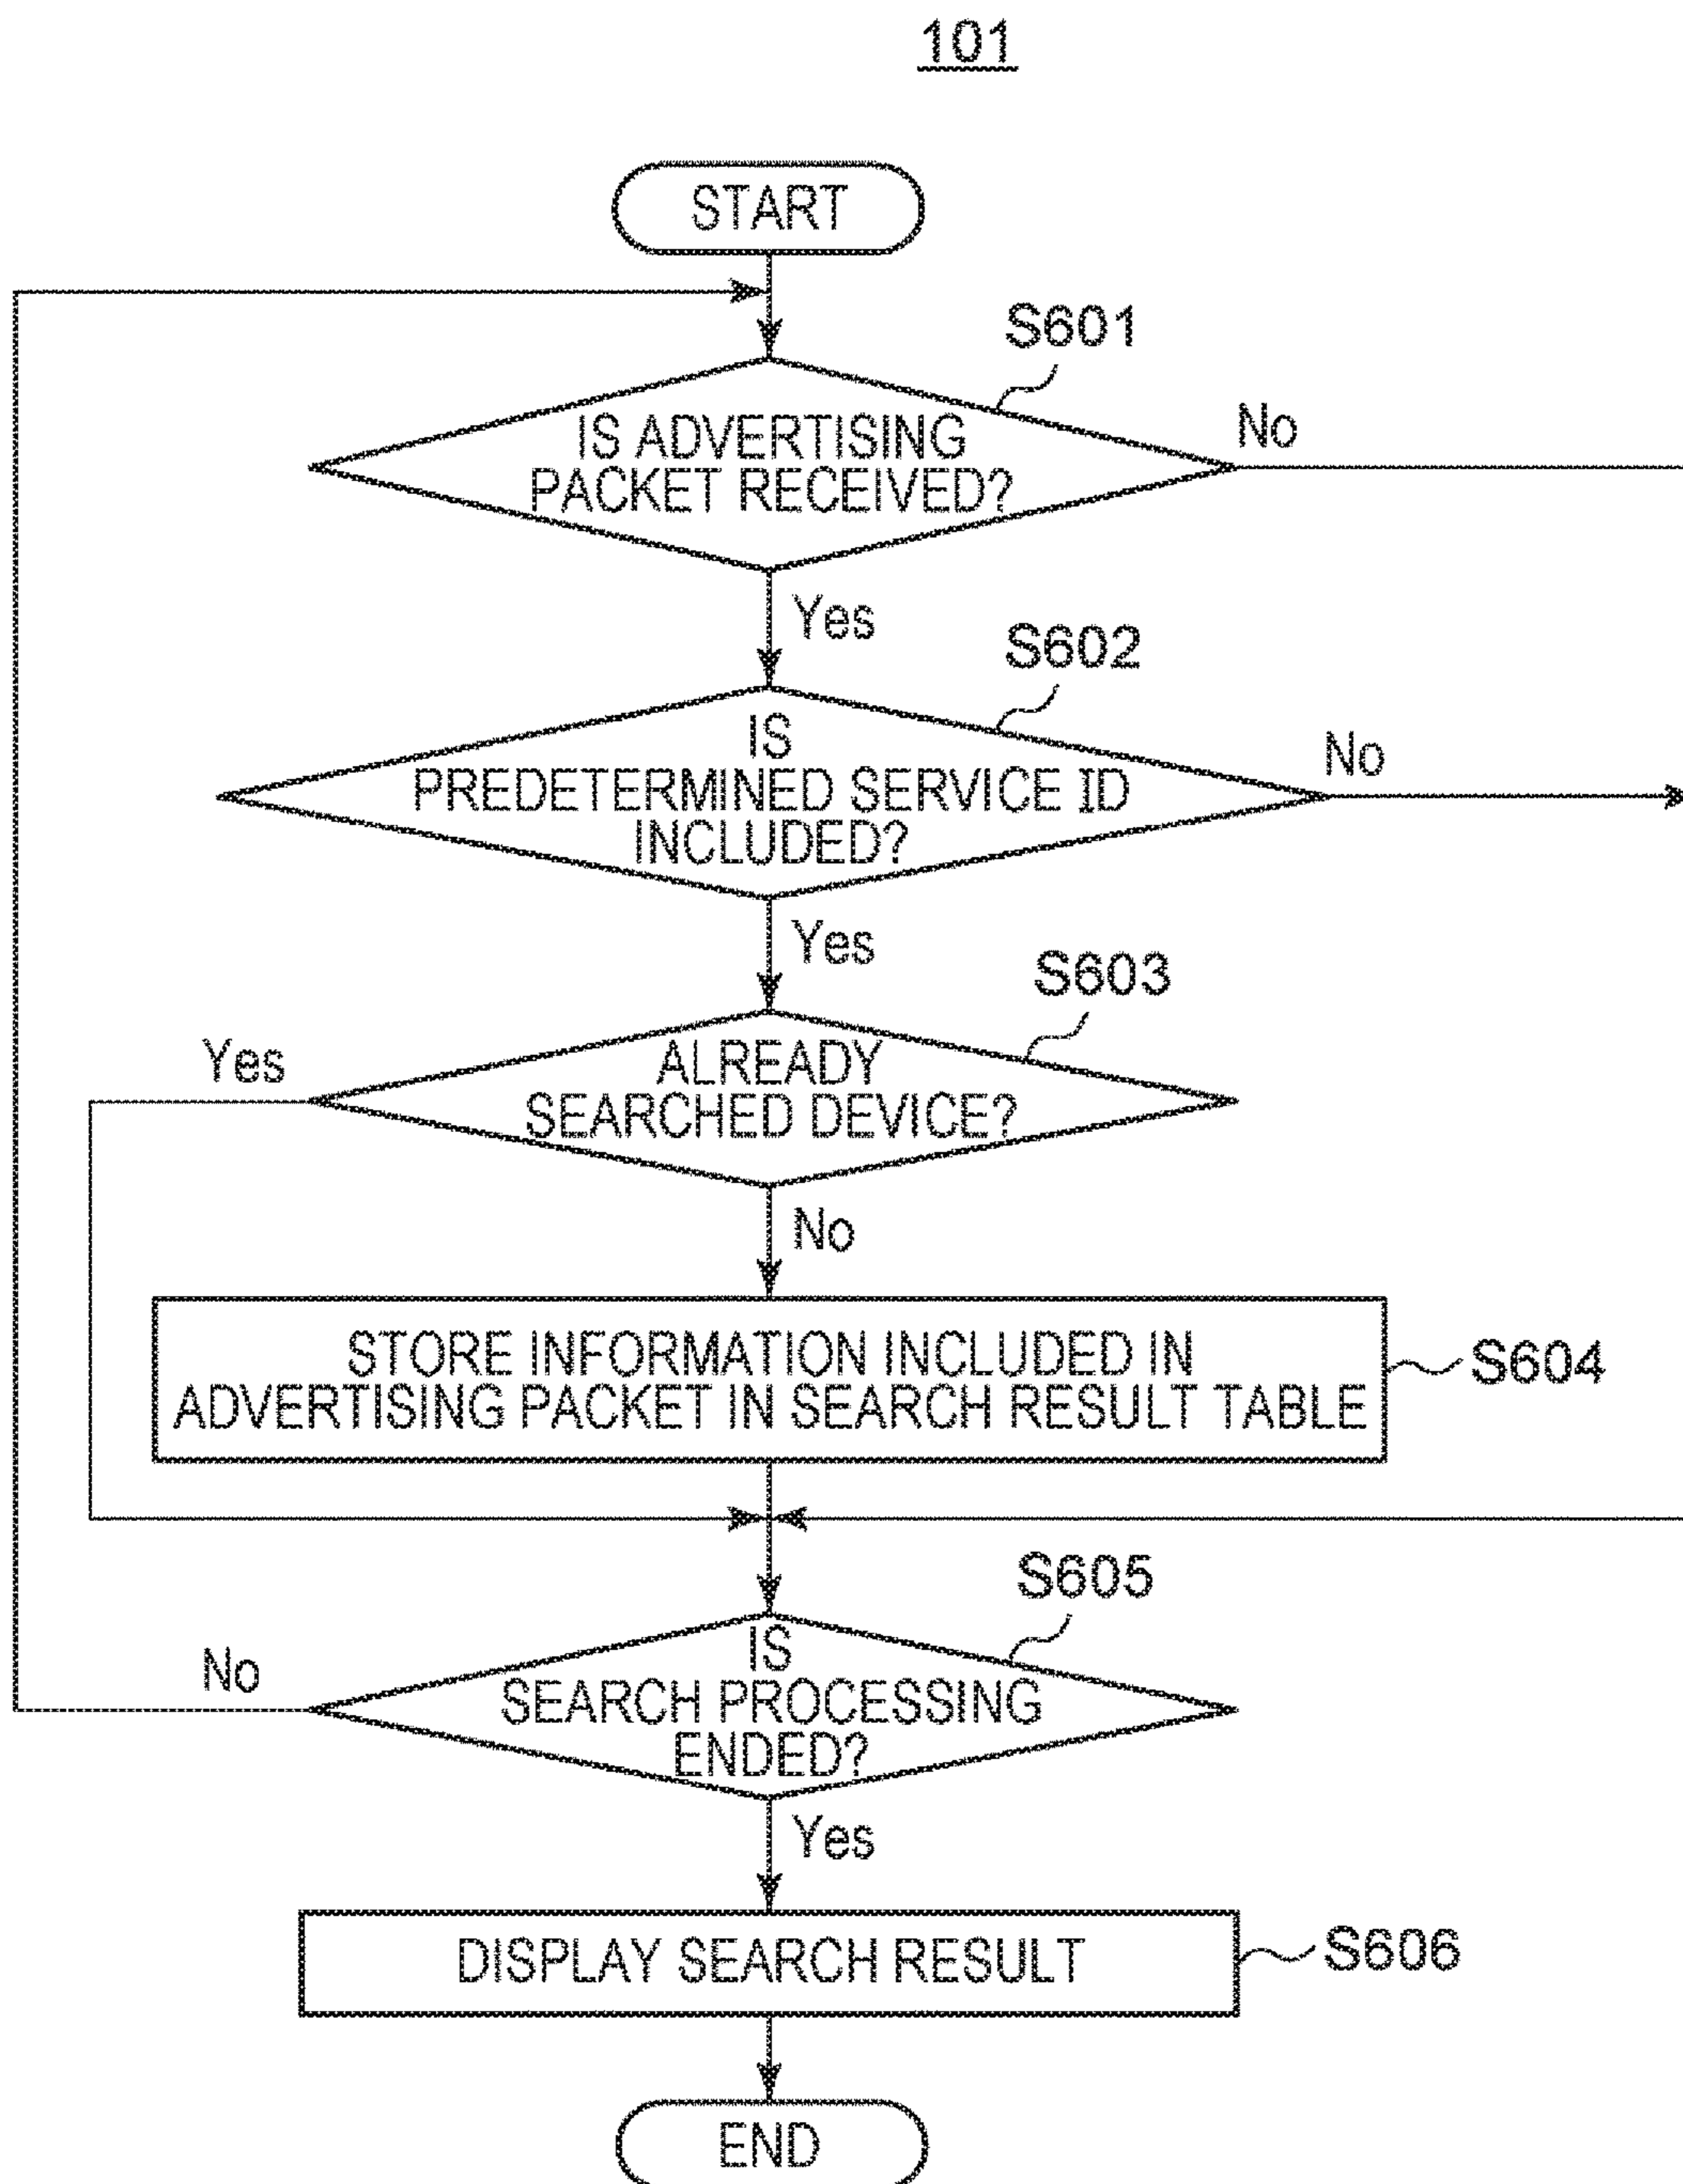 101
START
S601
IS ADVERTISING
PACKET RECEIVED?
No
Yes
S602
IS
PREDETERMINED SERVICE ID
INCLUDED?
No
Yes
S603
Yes
ALREADY
SEARCHED DEVICE?
No
STORE INFORMATION INCLUDED IN
ADVERTISING PACKET IN SEARCH RESULT TABLE
S604
S605
No
IS
SEARCH PROCESSING
ENDED?
Yes
DISPLAY SEARCH RESULT
S606
END